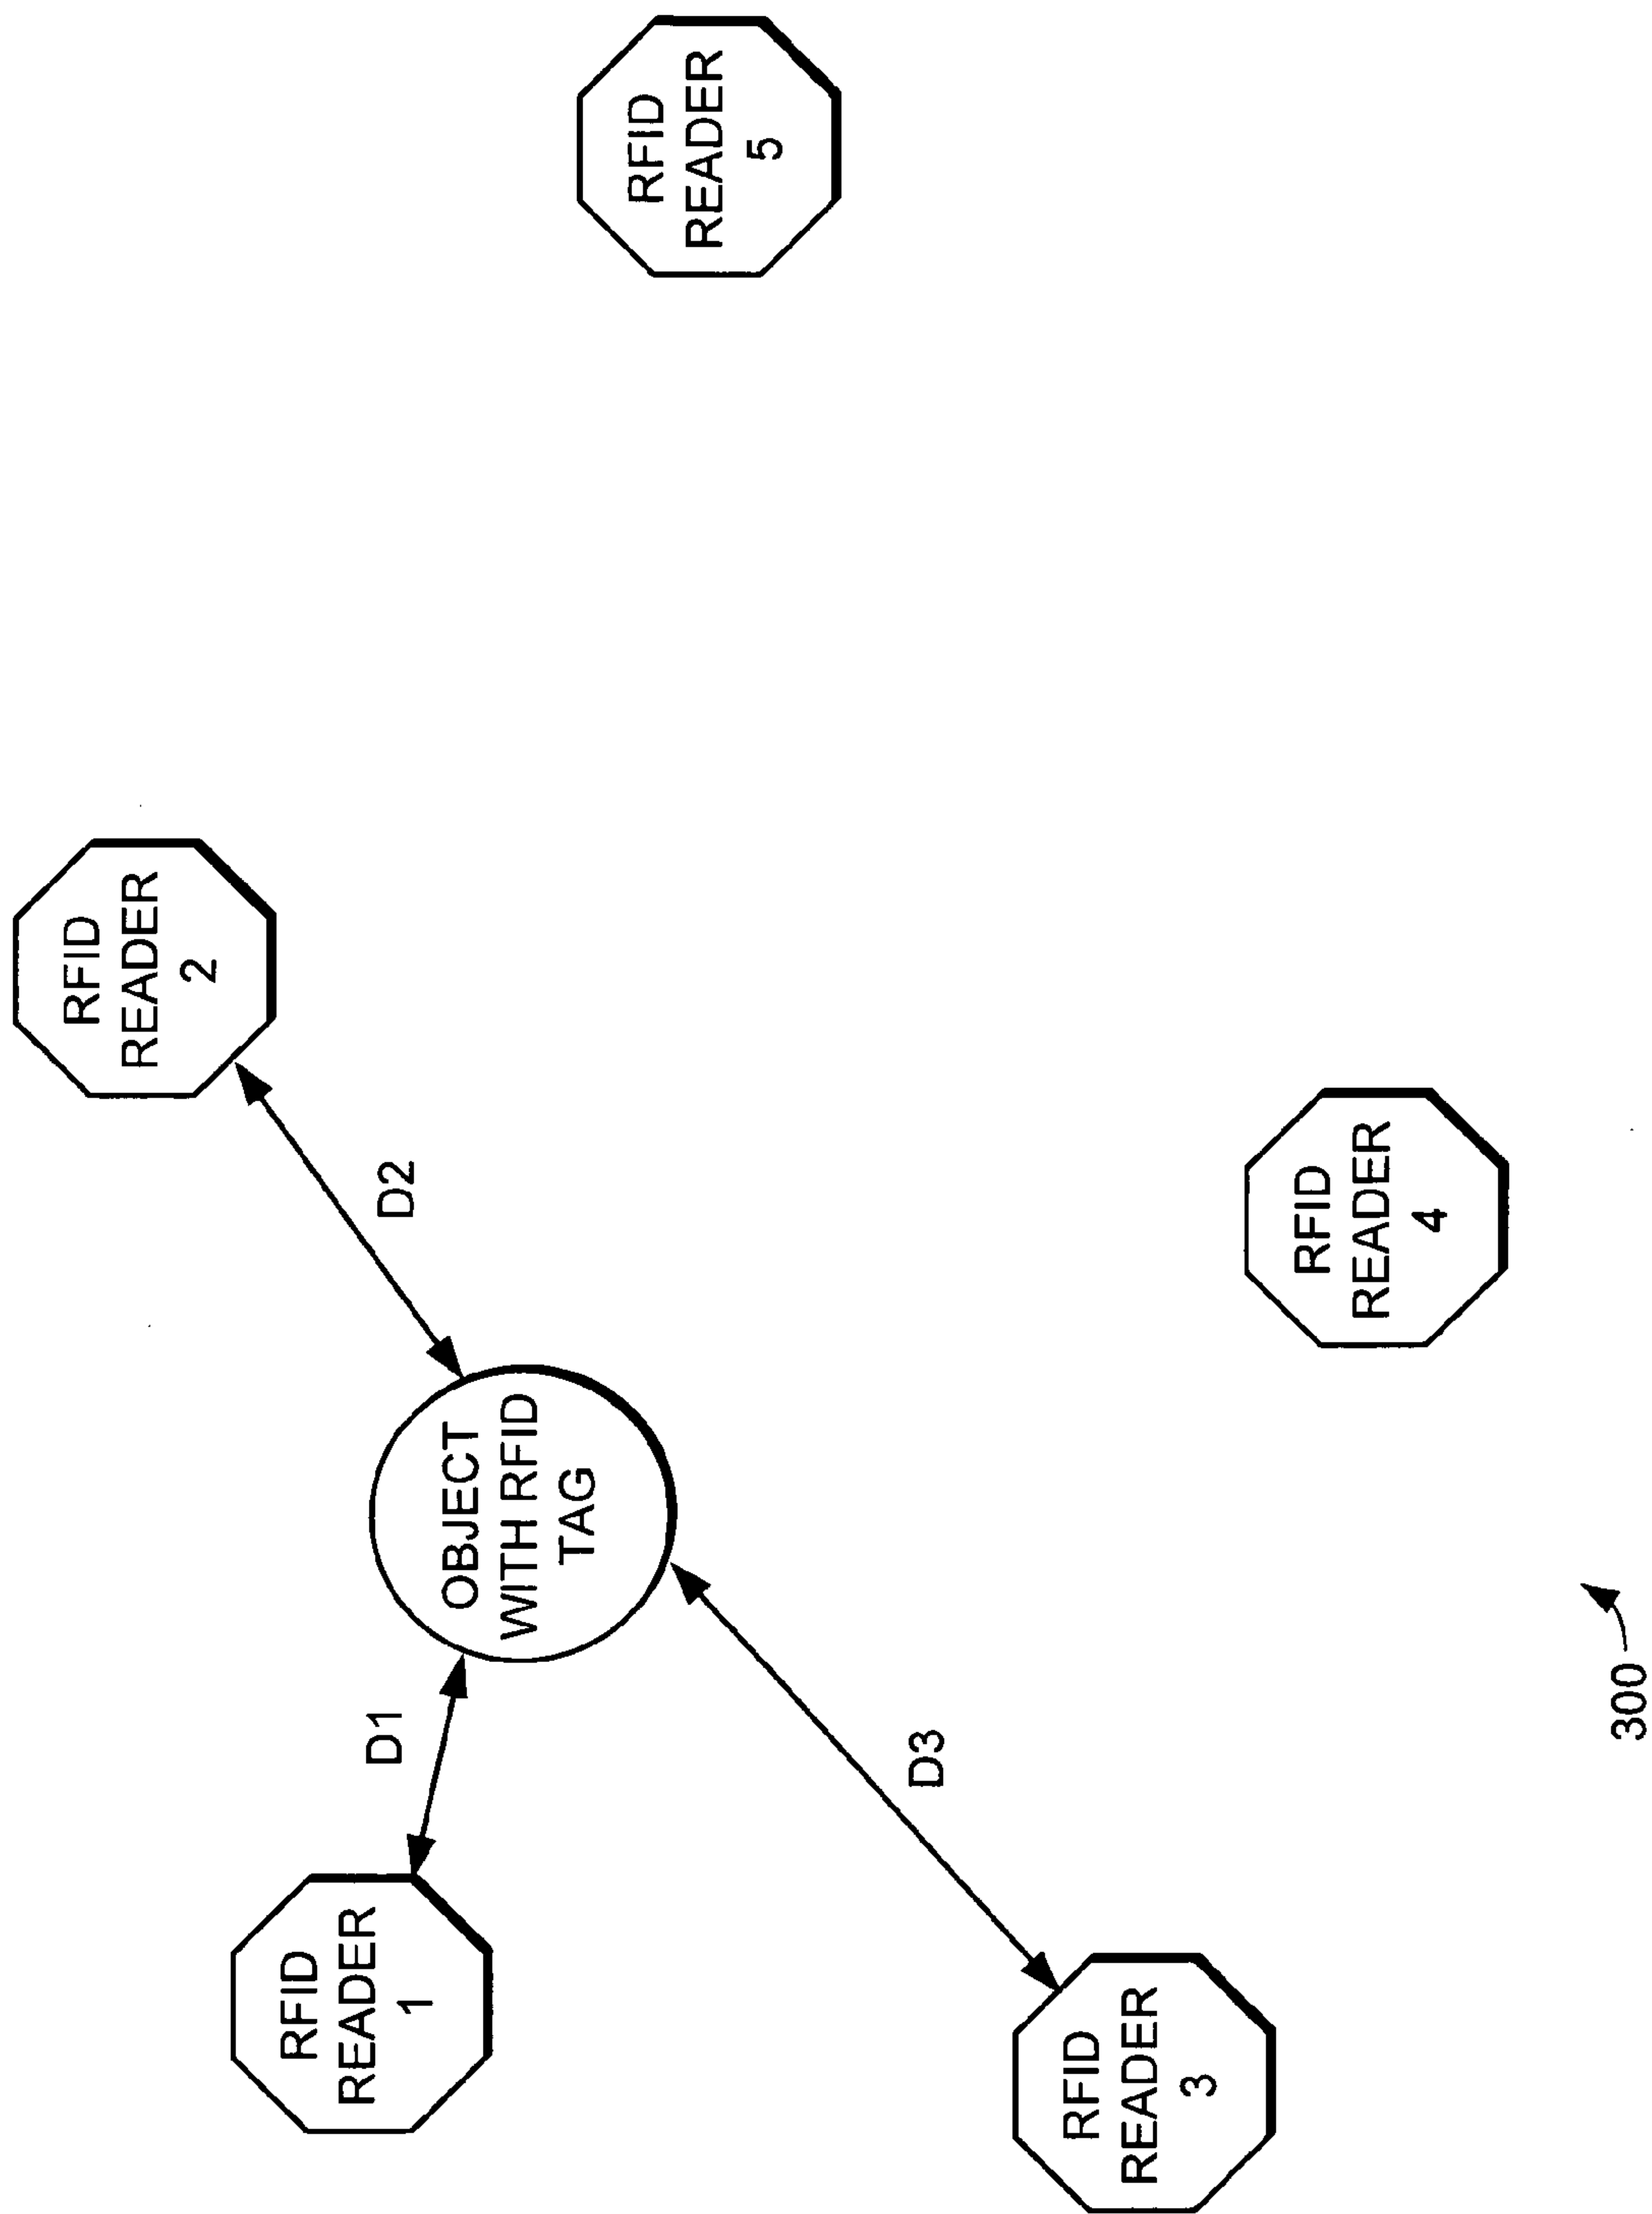 RFID
READER
2
RFID
READER
5
RFID
READER
1
D1
OBJECT
WITH RFID
TAG
D2
D3
RFID
READER
3
RFID
READER
4
300